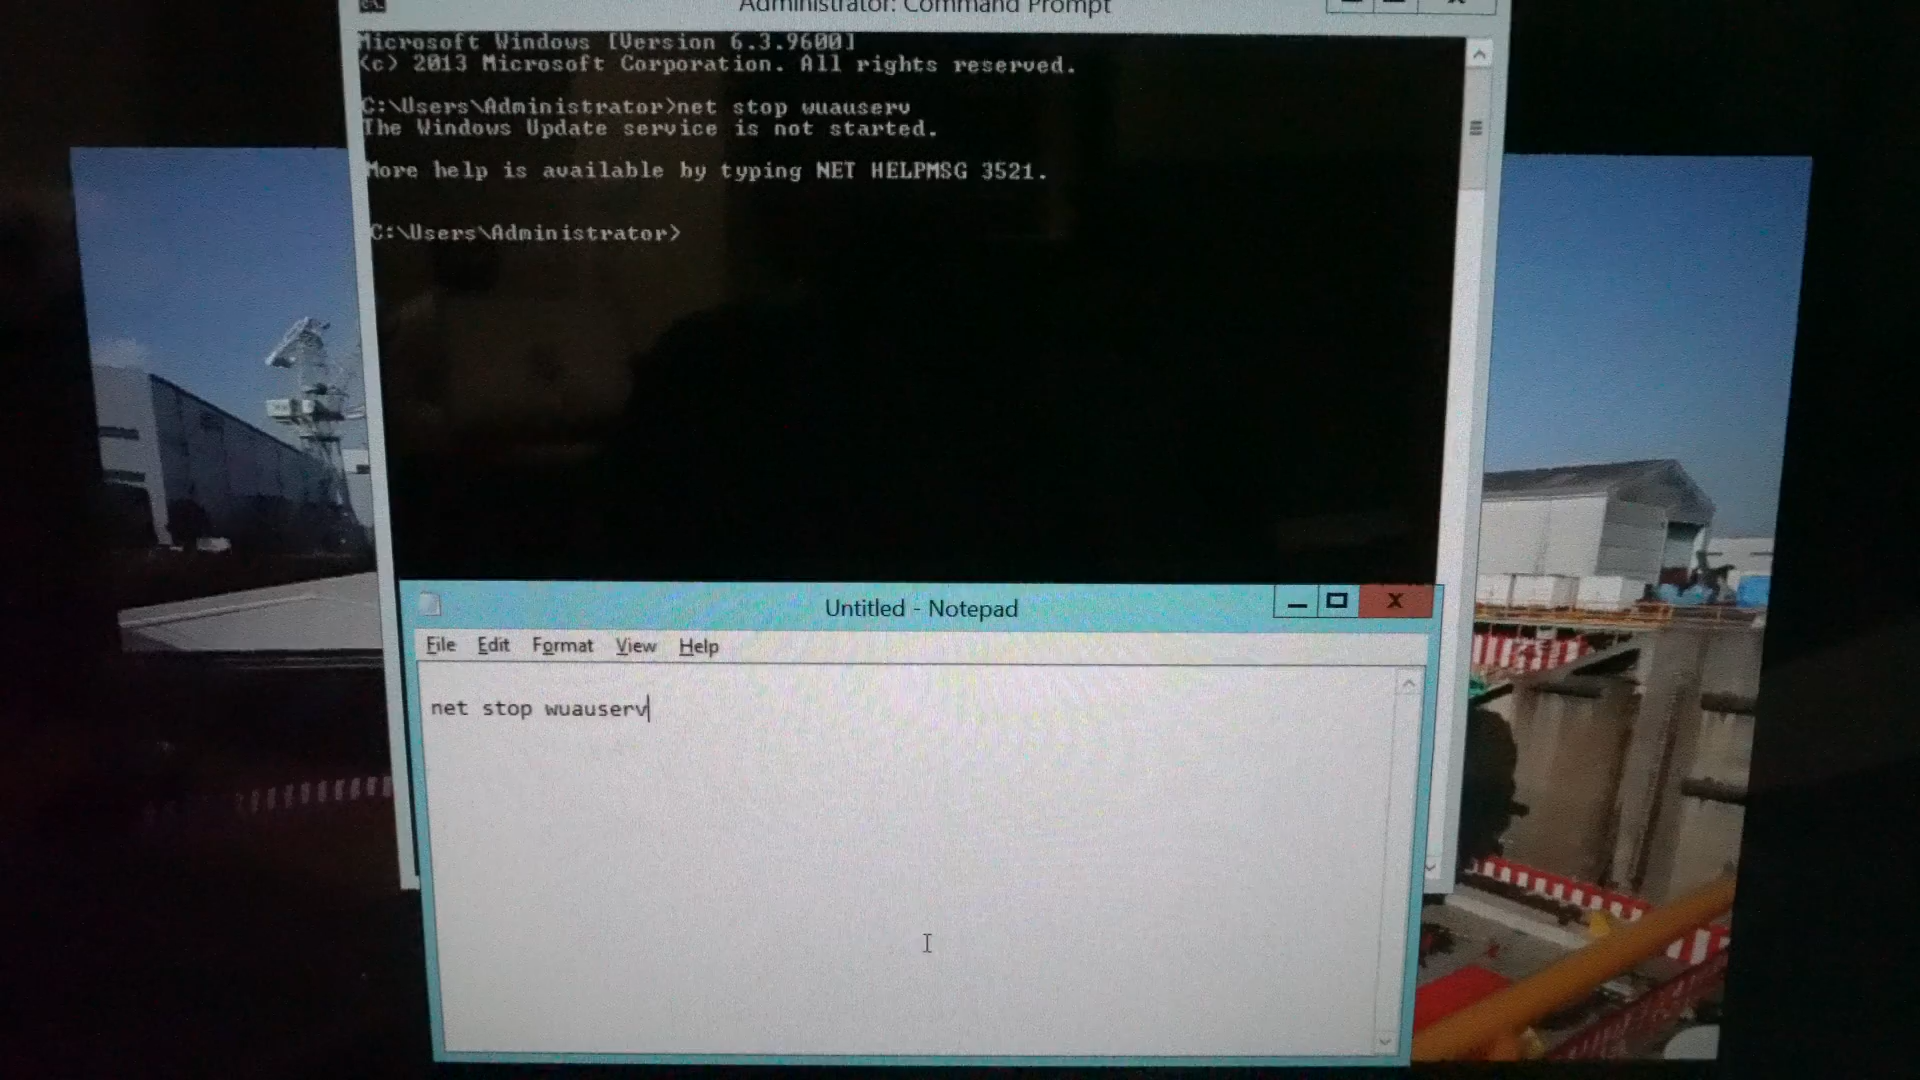 Administrator: Command Prompt
Microsoft Windows [Version 6.3.9600]
(c) 2013 Microsoft Corporation. All rights reserved.
C:\Users\Administrator>net stop wuauserv
The Windows Update service is not started.
More help is available by typing NET HELPMSG 3521.
C:\Users\Administrator>
Untitled - Notepad
File Edit Format View Help
net stop wuauserv